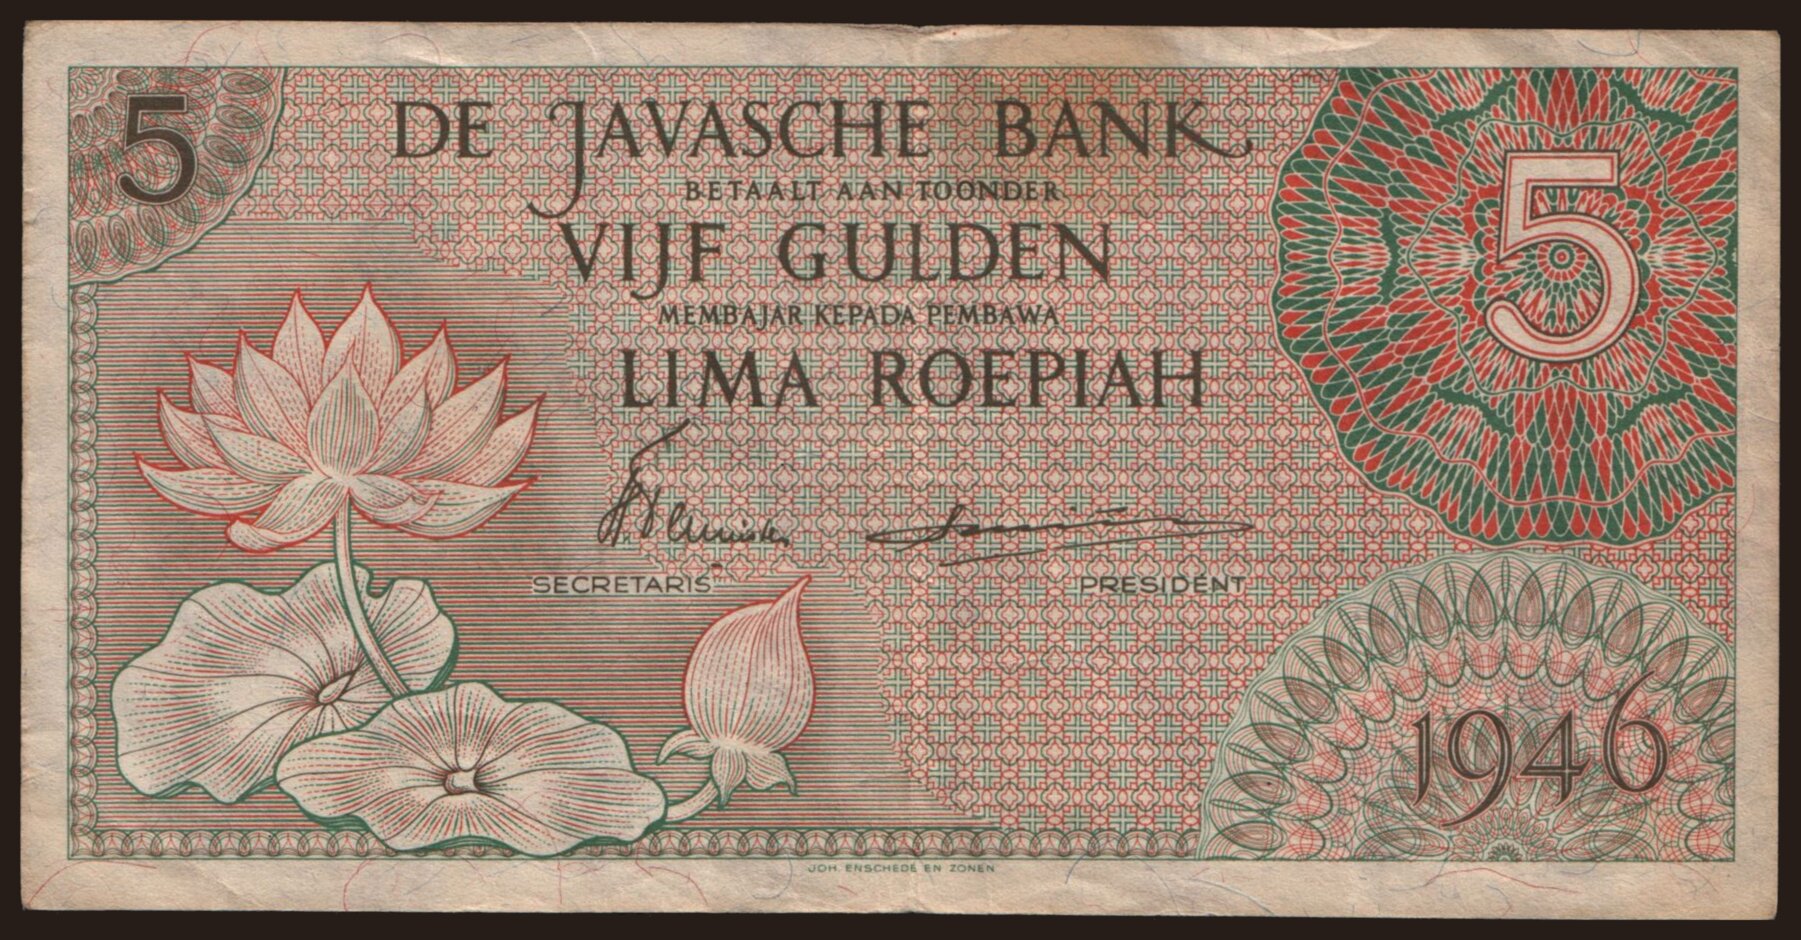 5
DE JAVASCHE BANK
BETAALT AAN TOONDER
VIJF GULDEN
MEMBAJAR KEPADA PEMBAWA
LIMA ROEPIAH
5
SECRETARIS
PRESIDENT
1946
JOH. ENSCHEDÉ EN ZONEN